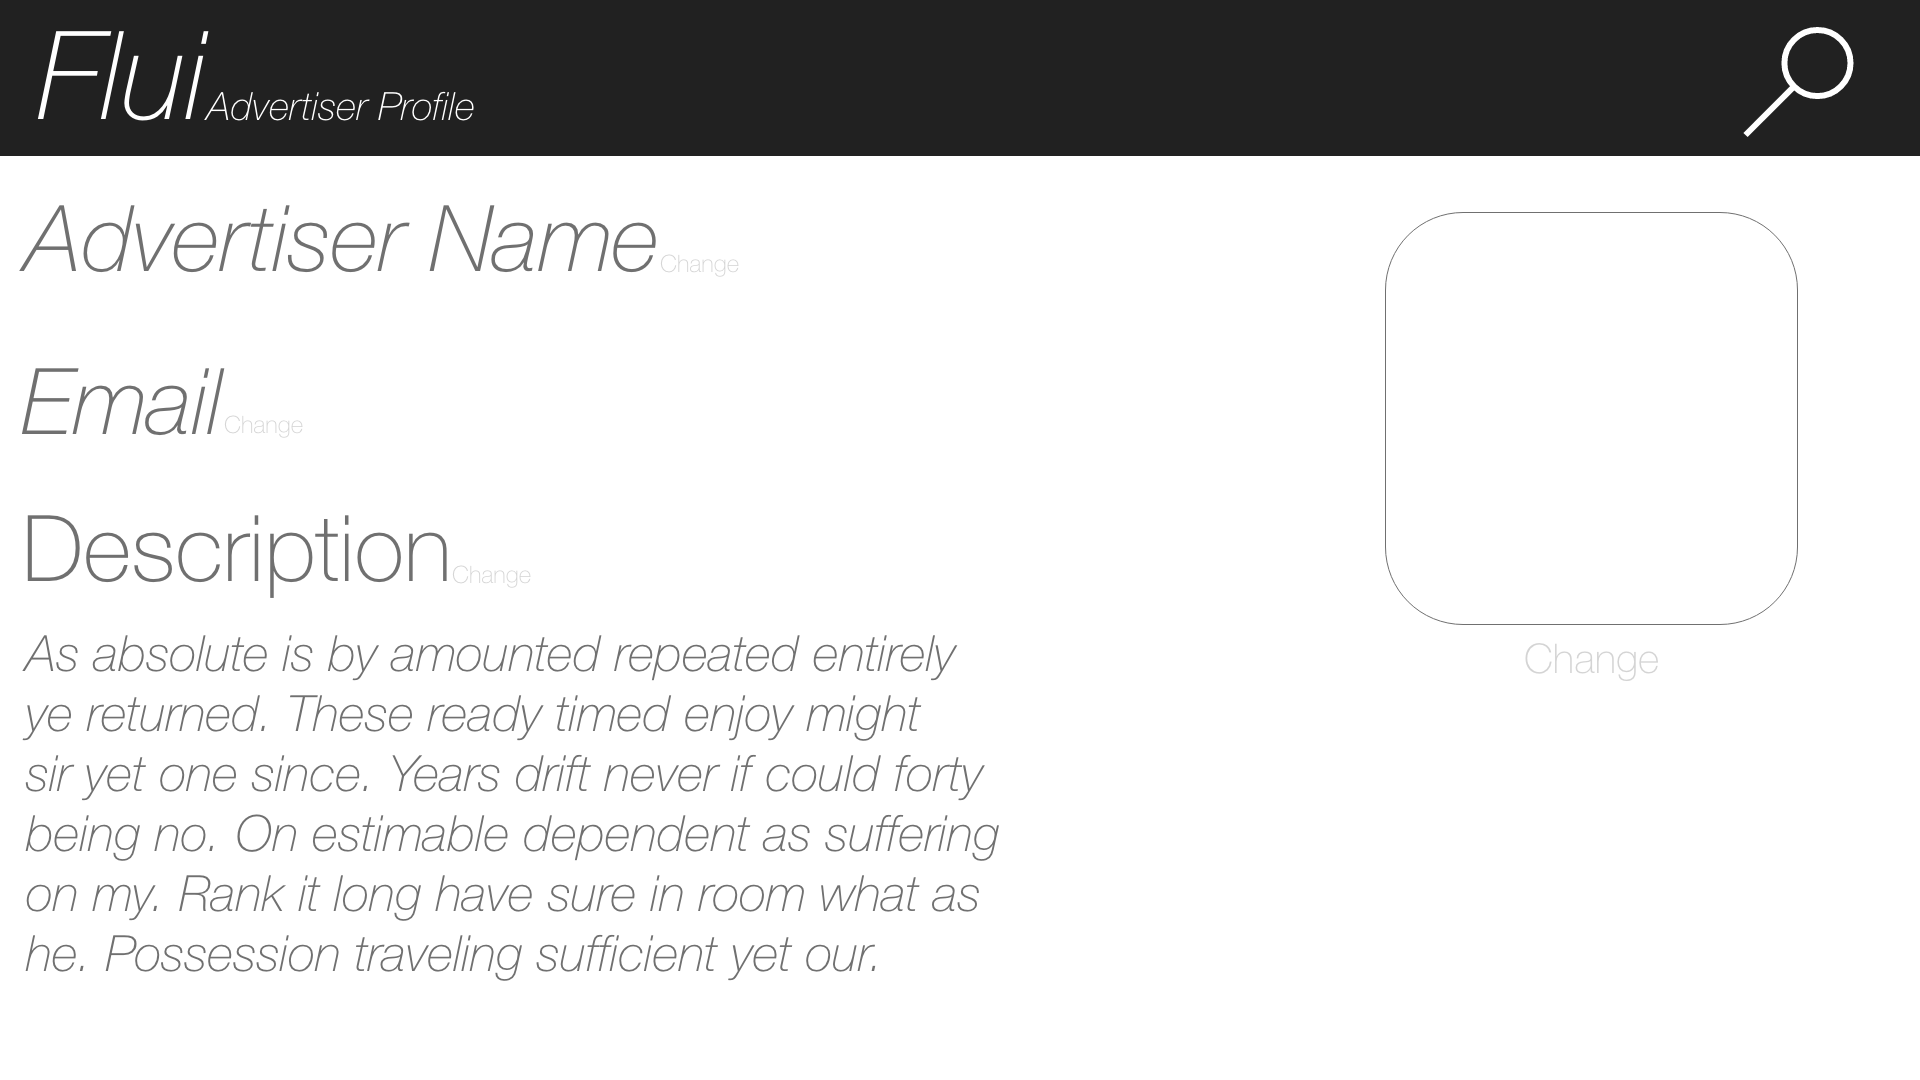 Flui Advertiser Profile
Advertiser Name Change
Email Change
Description Change
As absolute is by amounted repeated entirely
ye returned. These ready timed enjoy might
sir yet one since. Years drift never if could forty
being no. On estimable dependent as suffering
on my. Rank it long have sure in room what as
he. Possession traveling sufficient yet our.
Change